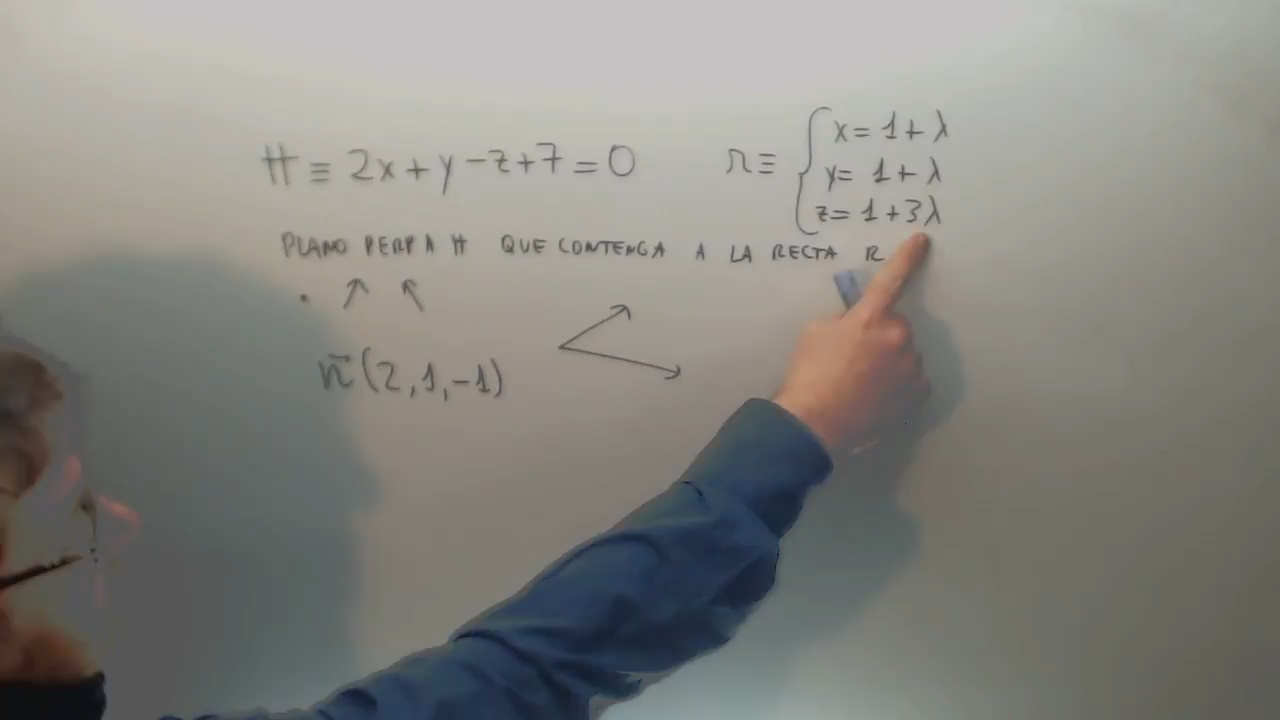 π ≡ 2x + y - z + 7 = 0
r ≡ { x = 1 + λ
y = 1 + λ
z = 1 + 3λ
PLANO PERP A π QUE CONTENGA A LA RECTA R
n⃗ (2, 1, -1)